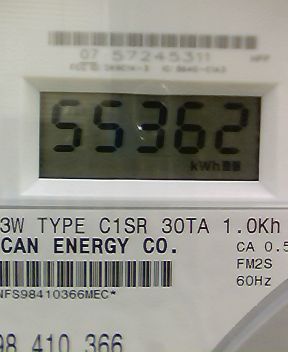 07 57245311
55362
kWh
3W TYPE C1SR 30TA 1.0Kh
CAN ENERGY CO.
CA 0.5
FM2S
60Hz
NFS98410366MEC*
98 410 366